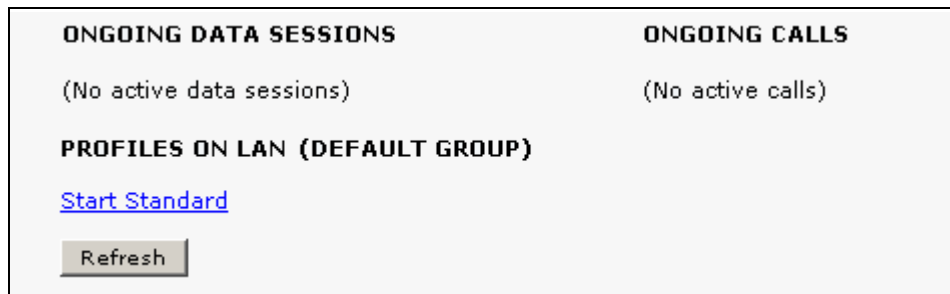 ONGOING DATA SESSIONS
ONGOING CALLS
(No active data sessions)
(No active calls)
PROFILES ON LAN (DEFAULT GROUP)
Start Standard
Refresh